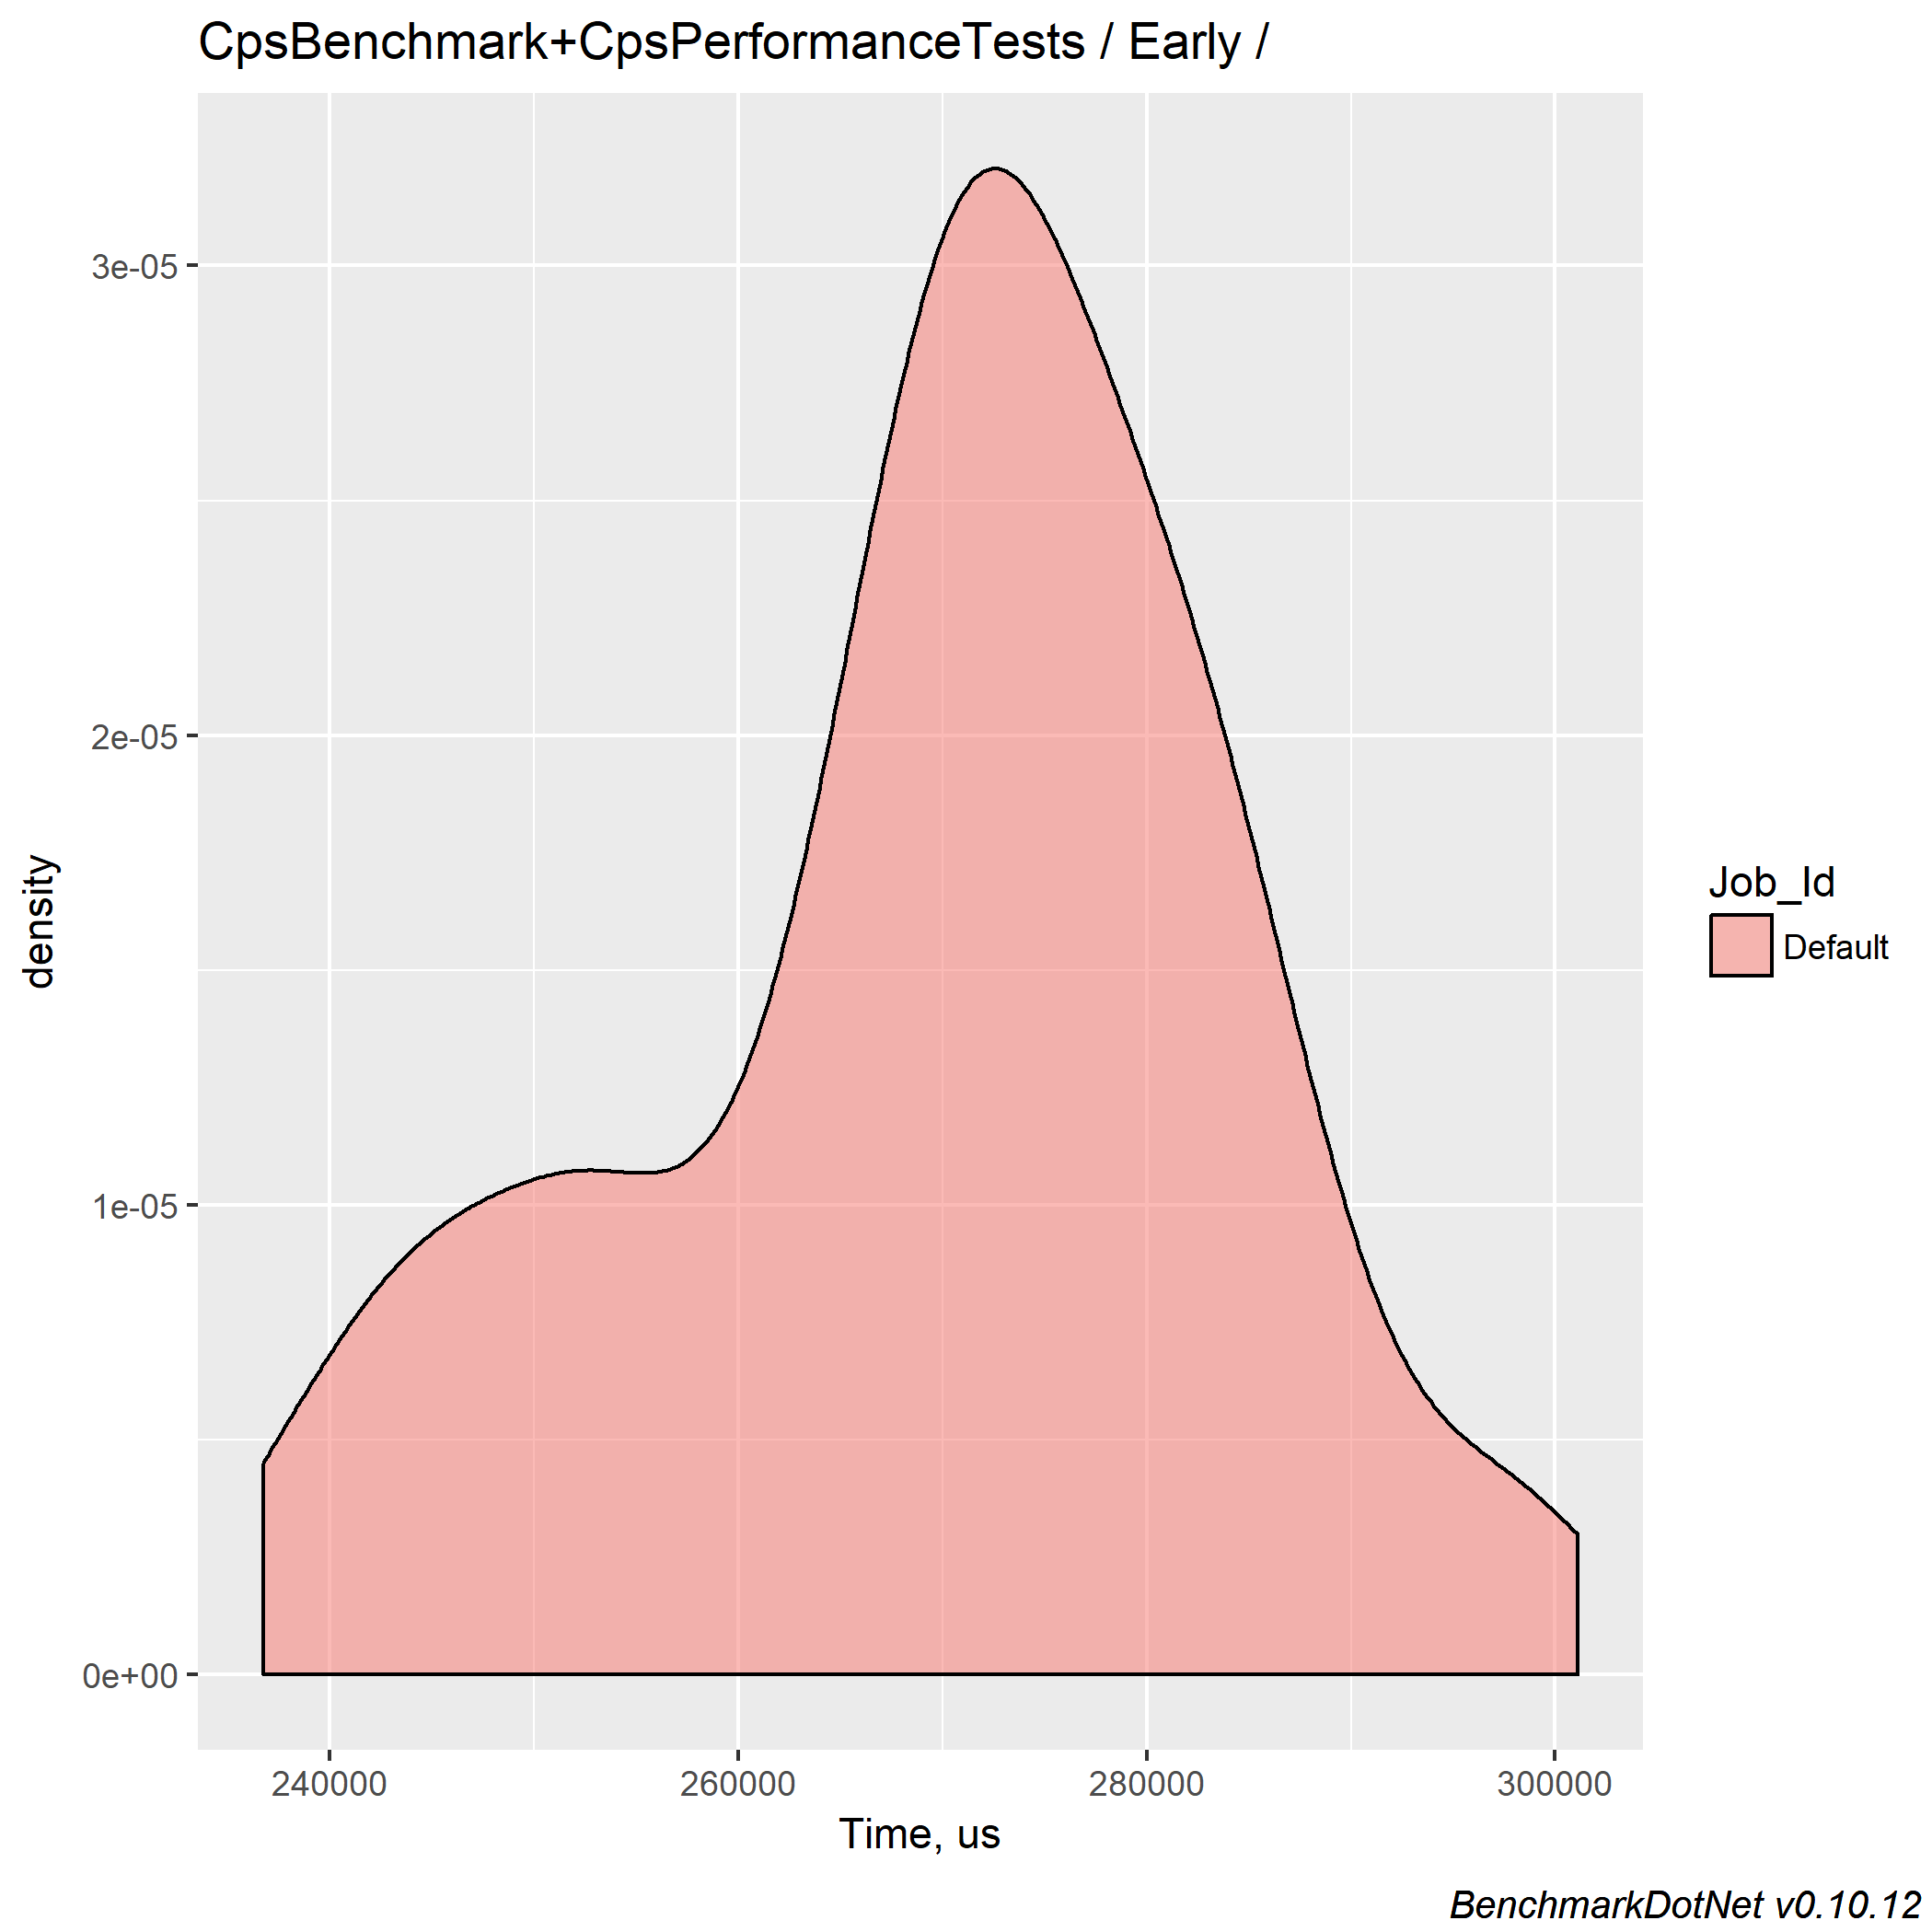 CpsBenchmark+CpsPerformanceTests / Early /
3e-05
2e-05
1e-05
0e+00
density
240000 260000 280000 300000
Time, us
Job_Id
Default
BenchmarkDotNet v0.10.12